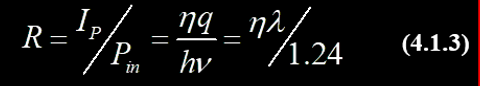 R = I_P / P_in = ηq / hν = ηλ / 1.24 (4.1.3)